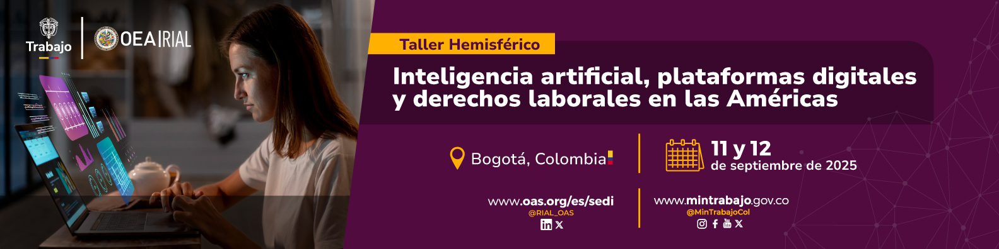 Trabajo
OEA|RIAL
Taller Hemisférico
Inteligencia artificial, plataformas digitales
y derechos laborales en las Américas
Bogotá, Colombia
11 y 12
de septiembre de 2025
www.oas.org/es/sedi
@RIAL_OAS
www.mintrabajo.gov.co
@MinTrabajoCol